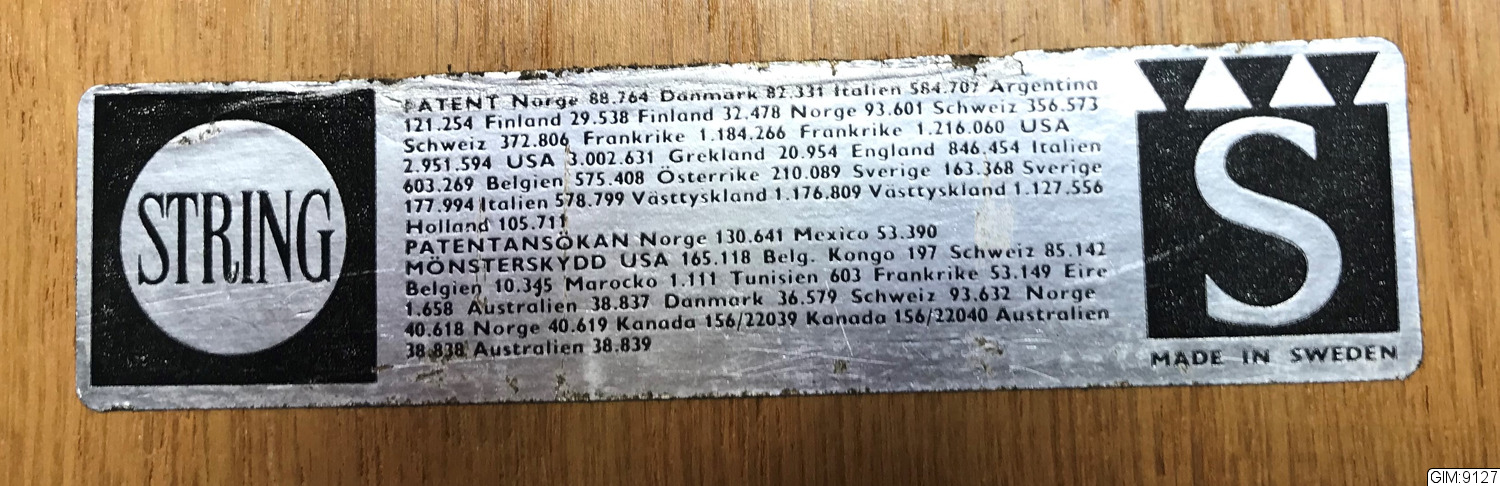 STRING
PATENT Norge 88.764 Danmark 82.331 Italien 584.707 Argentina
121.254 Finland 29.538 Finland 32.478 Norge 93.601 Schweiz 356.573
Schweiz 372.806 Frankrike 1.184.266 Frankrike 1.216.060 USA
2.951.594 USA 3.002.631 Grekland 20.954 England 846.454 Italien
603.269 Belgien 575.408 Österrike 210.089 Sverige 163.368 Sverige
177.994 Italien 578.799 Västtyskland 1.176.809 Västtyskland 1.127.556
Holland 105.711
PATENTANSÖKAN Norge 130.641 Mexico 53.390
MÖNSTERSKYDD USA 165.118 Belg. Kongo 197 Schweiz 85.142
Belgien 10.345 Marocko 1.111 Tunisien 603 Frankrike 53.149 Eire
1.658 Australien 38.837 Danmark 36.579 Schweiz 93.632 Norge
40.618 Norge 40.619 Kanada 156/22039 Kanada 156/22040 Australien
38.838 Australien 38.839
S
MADE IN SWEDEN
GIM:9127